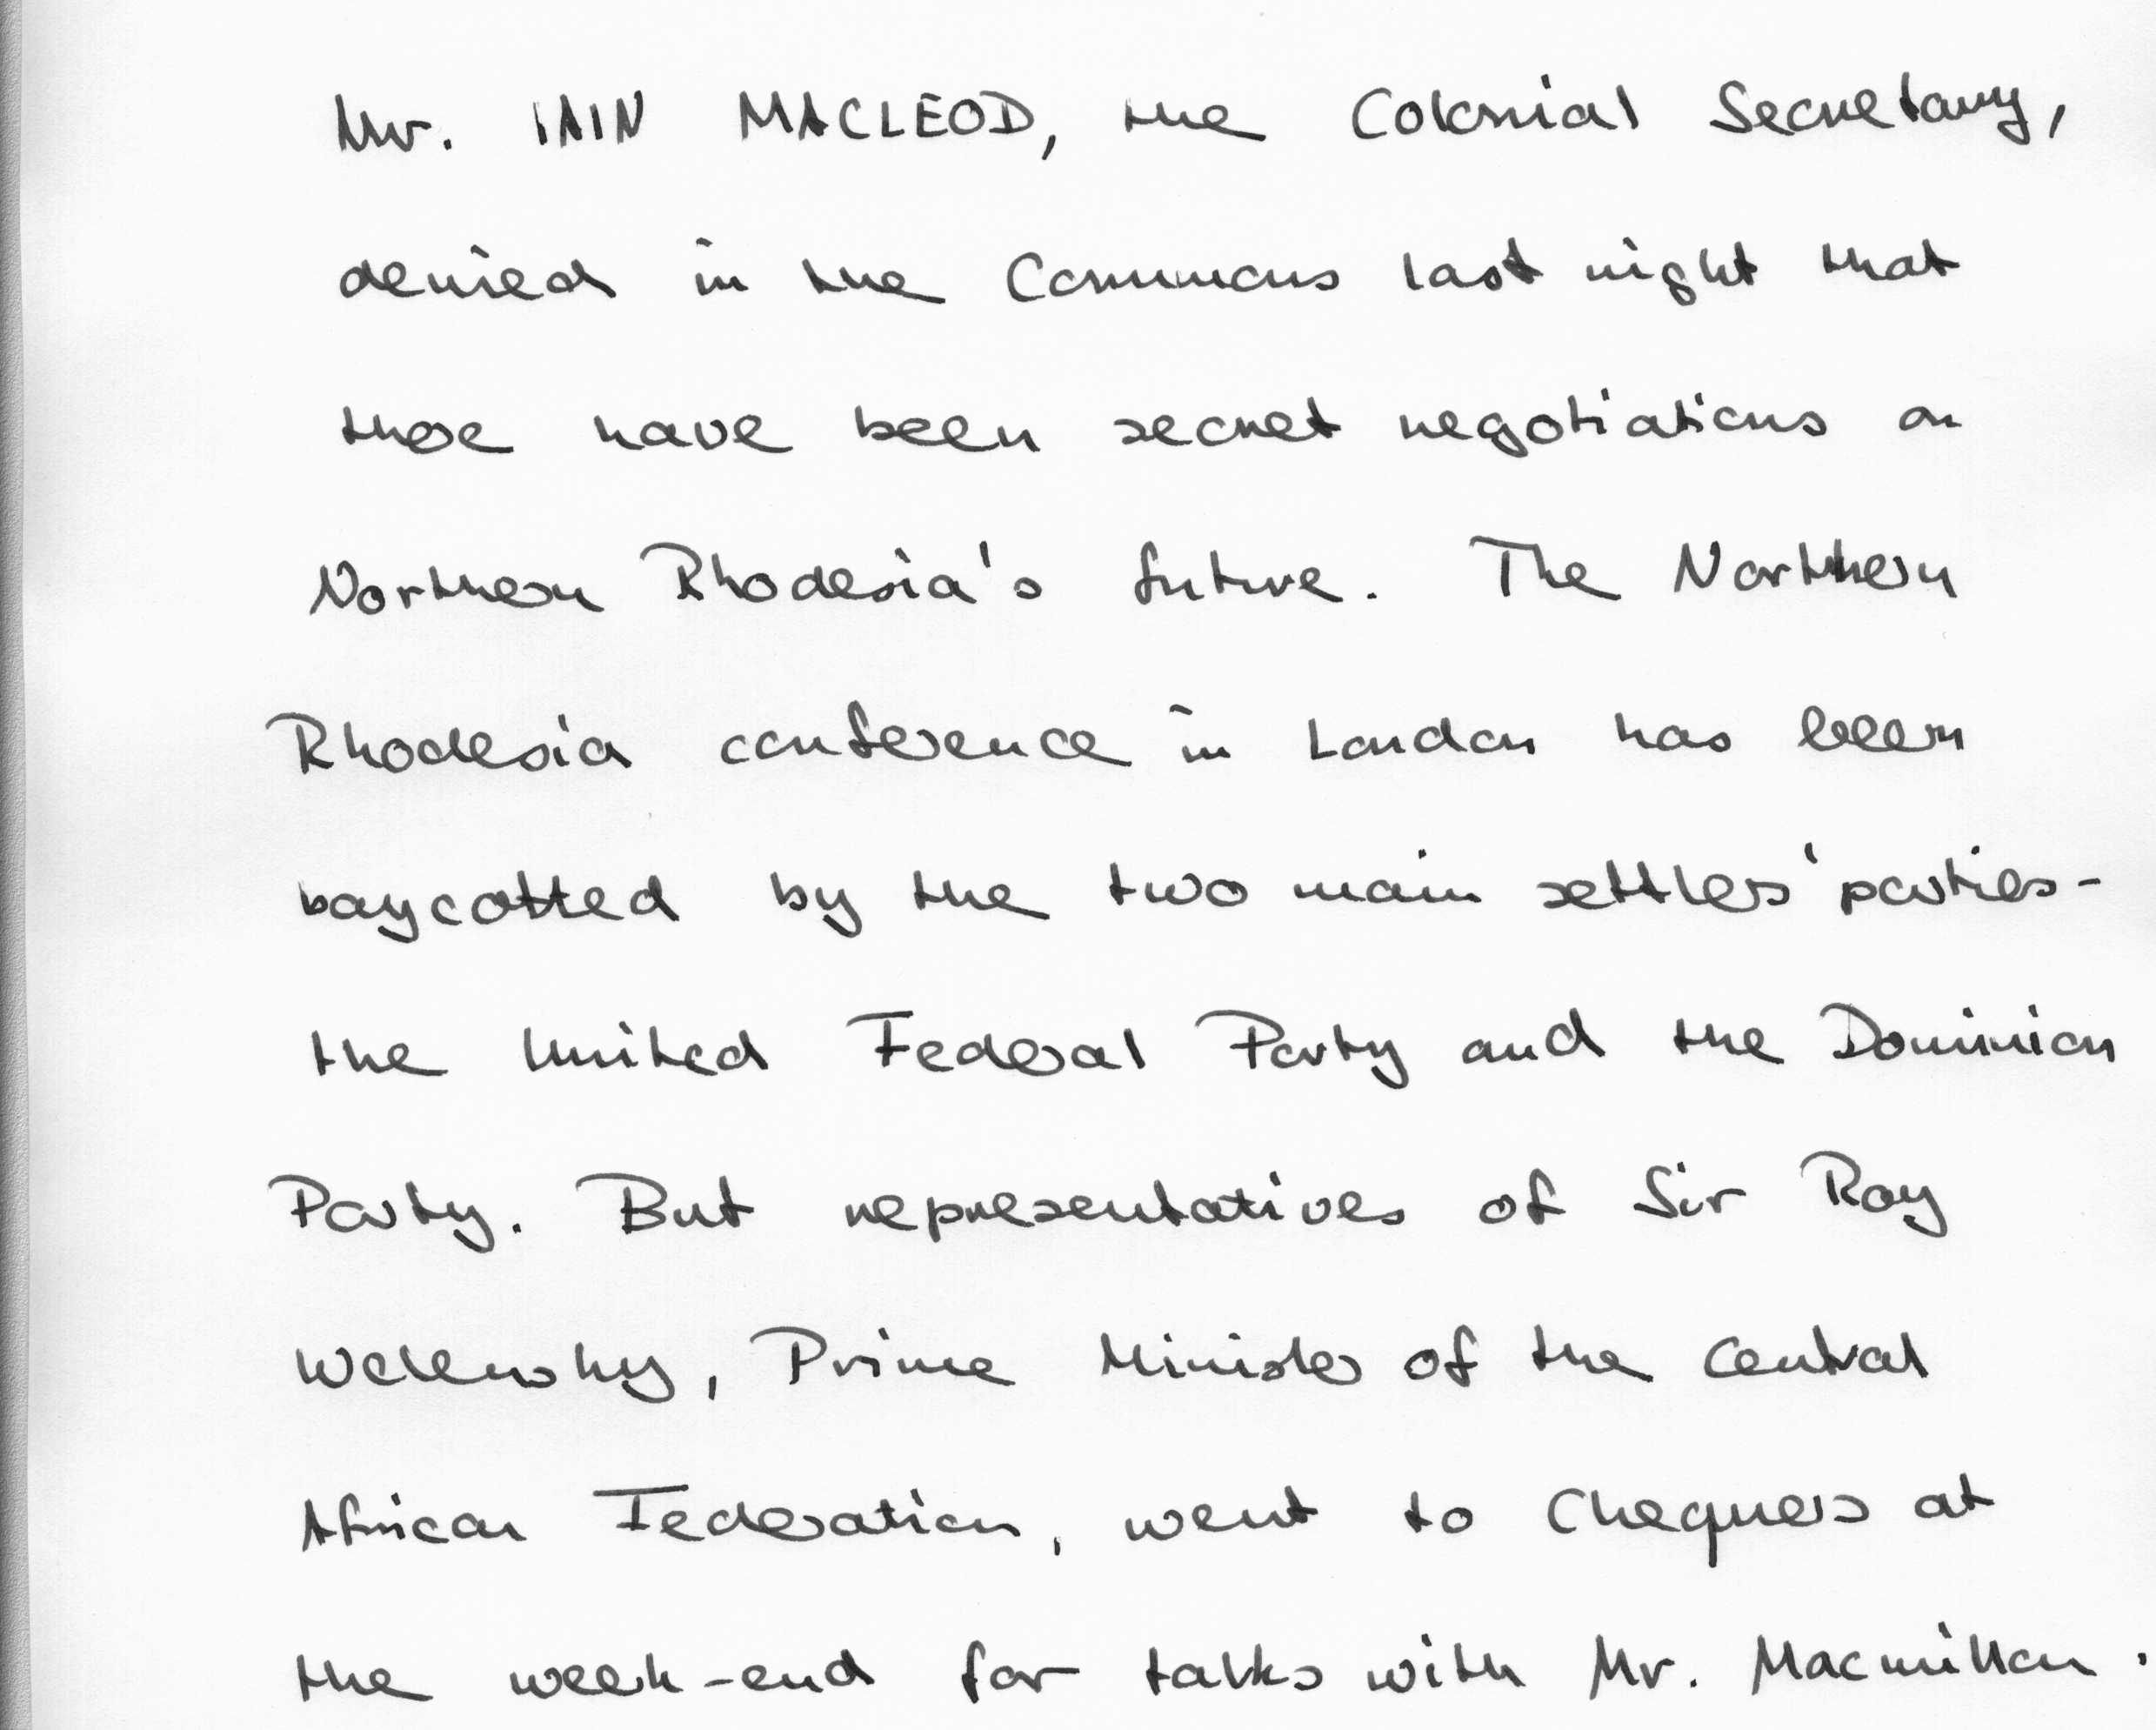 Mr. IAIN MACLEOD, the Colonial Secretary,
denied in the Commons last night that
there have been secret negotiations on
Northern Rhodesia's future. The Northern
Rhodesia conference in London has been
boycotted by the two main settlers' parties-
the United Federal Party and the Dominion
Party. But representatives of Sir Roy
Welensky, Prime Minister of the Central
African Federation, went to Chequers at
the week-end for talks with Mr. Macmillan.